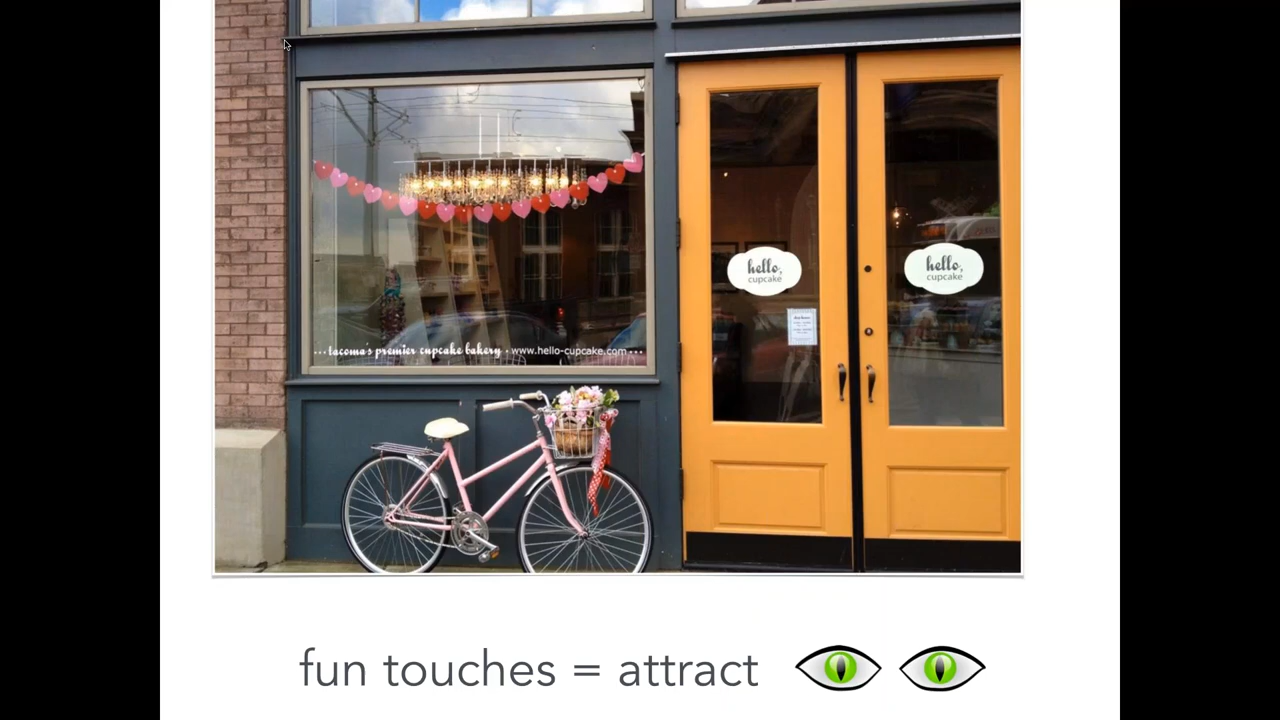 hello,
cupcake
hello,
cupcake
... tacoma's premier cupcake bakery · www.hello-cupcake.com ...
fun touches = attract